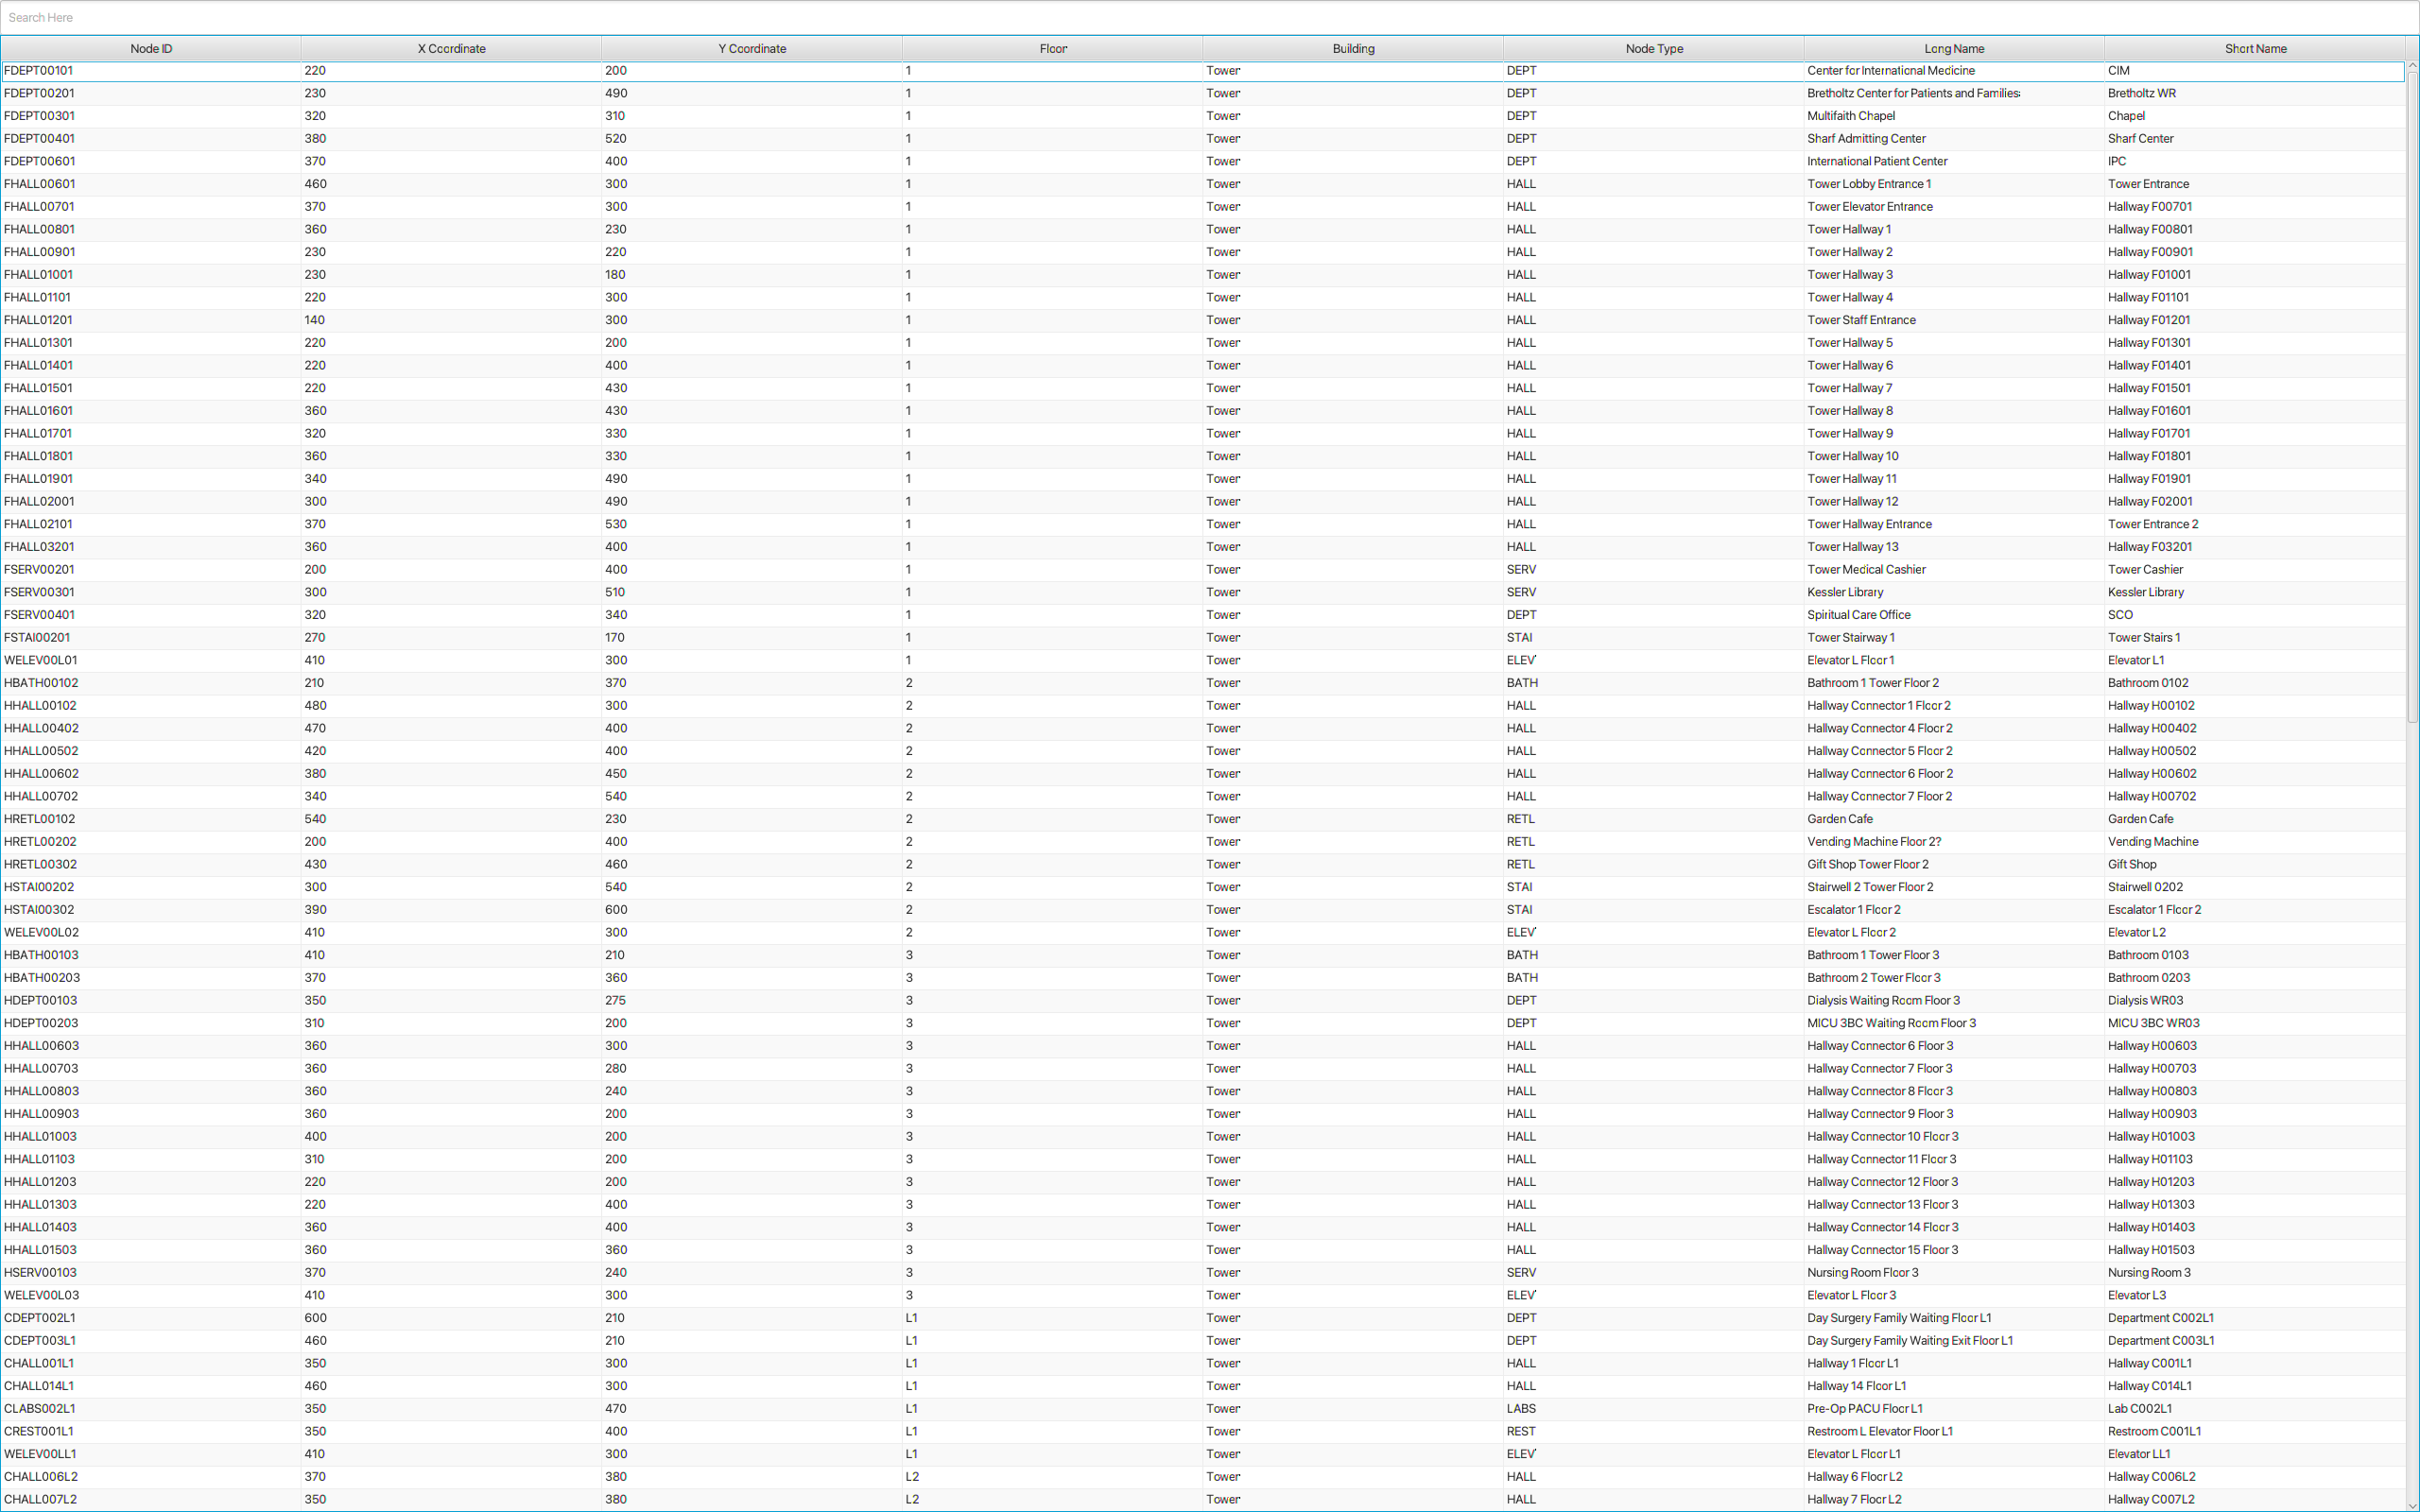 Search Here
Node ID X Coordinate Y Coordinate Floor Building Node Type Long Name Short Name
FDEPT00101 220 200 1 Tower DEPT Center for International Medicine CIM
FDEPT00201 230 490 1 Tower DEPT Bretholtz Center for Patients and Families Bretholtz WR
FDEPT00301 320 310 1 Tower DEPT Multifaith Chapel Chapel
FDEPT00401 380 520 1 Tower DEPT Sharf Admitting Center Sharf Center
FDEPT00601 370 400 1 Tower DEPT International Patient Center IPC
FHALL00601 460 300 1 Tower HALL Tower Lobby Entrance 1 Tower Entrance
FHALL00701 370 300 1 Tower HALL Tower Elevator Entrance Hallway F00701
FHALL00801 360 230 1 Tower HALL Tower Hallway 1 Hallway F00801
FHALL00901 230 220 1 Tower HALL Tower Hallway 2 Hallway F00901
FHALL01001 230 180 1 Tower HALL Tower Hallway 3 Hallway F01001
FHALL01101 220 300 1 Tower HALL Tower Hallway 4 Hallway F01101
FHALL01201 140 300 1 Tower HALL Tower Staff Entrance Hallway F01201
FHALL01301 220 200 1 Tower HALL Tower Hallway 5 Hallway F01301
FHALL01401 220 400 1 Tower HALL Tower Hallway 6 Hallway F01401
FHALL01501 220 430 1 Tower HALL Tower Hallway 7 Hallway F01501
FHALL01601 360 430 1 Tower HALL Tower Hallway 8 Hallway F01601
FHALL01701 320 330 1 Tower HALL Tower Hallway 9 Hallway F01701
FHALL01801 360 330 1 Tower HALL Tower Hallway 10 Hallway F01801
FHALL01901 340 490 1 Tower HALL Tower Hallway 11 Hallway F01901
FHALL02001 300 490 1 Tower HALL Tower Hallway 12 Hallway F02001
FHALL02101 370 530 1 Tower HALL Tower Hallway Entrance Tower Entrance 2
FHALL03201 360 400 1 Tower HALL Tower Hallway 13 Hallway F03201
FSERV00201 200 400 1 Tower SERV Tower Medical Cashier Tower Cashier
FSERV00301 300 510 1 Tower SERV Kessler Library Kessler Library
FSERV00401 320 340 1 Tower DEPT Spiritual Care Office SCO
FSTAI00201 270 170 1 Tower STAI Tower Stairway 1 Tower Stairs 1
WELEV00L01 410 300 1 Tower ELEV Elevator L Floor 1 Elevator L1
HBATH00102 210 370 2 Tower BATH Bathroom 1 Tower Floor 2 Bathroom 0102
HHALL00102 480 300 2 Tower HALL Hallway Connector 1 Floor 2 Hallway H00102
HHALL00402 470 400 2 Tower HALL Hallway Connector 4 Floor 2 Hallway H00402
HHALL00502 420 400 2 Tower HALL Hallway Connector 5 Floor 2 Hallway H00502
HHALL00602 380 450 2 Tower HALL Hallway Connector 6 Floor 2 Hallway H00602
HHALL00702 340 540 2 Tower HALL Hallway Connector 7 Floor 2 Hallway H00702
HRETL00102 540 230 2 Tower RETL Garden Cafe Garden Cafe
HRETL00202 200 400 2 Tower RETL Vending Machine Floor 2? Vending Machine
HRETL00302 430 460 2 Tower RETL Gift Shop Tower Floor 2 Gift Shop
HSTAI00202 300 540 2 Tower STAI Stairwell 2 Tower Floor 2 Stairwell 0202
HSTAI00302 390 600 2 Tower STAI Escalator 1 Floor 2 Escalator 1 Floor 2
WELEV00L02 410 300 2 Tower ELEV Elevator L Floor 2 Elevator L2
HBATH00103 410 210 3 Tower BATH Bathroom 1 Tower Floor 3 Bathroom 0103
HBATH00203 370 360 3 Tower BATH Bathroom 2 Tower Floor 3 Bathroom 0203
HDEPT00103 350 275 3 Tower DEPT Dialysis Waiting Room Floor 3 Dialysis WR03
HDEPT00203 310 200 3 Tower DEPT MICU 3BC Waiting Room Floor 3 MICU 3BC WR03
HHALL00603 360 300 3 Tower HALL Hallway Connector 6 Floor 3 Hallway H00603
HHALL00703 360 280 3 Tower HALL Hallway Connector 7 Floor 3 Hallway H00703
HHALL00803 360 240 3 Tower HALL Hallway Connector 8 Floor 3 Hallway H00803
HHALL00903 360 200 3 Tower HALL Hallway Connector 9 Floor 3 Hallway H00903
HHALL01003 400 200 3 Tower HALL Hallway Connector 10 Floor 3 Hallway H01003
HHALL01103 310 200 3 Tower HALL Hallway Connector 11 Floor 3 Hallway H01103
HHALL01203 220 200 3 Tower HALL Hallway Connector 12 Floor 3 Hallway H01203
HHALL01303 220 400 3 Tower HALL Hallway Connector 13 Floor 3 Hallway H01303
HHALL01403 360 400 3 Tower HALL Hallway Connector 14 Floor 3 Hallway H01403
HHALL01503 360 360 3 Tower HALL Hallway Connector 15 Floor 3 Hallway H01503
HSERV00103 370 240 3 Tower SERV Nursing Room Floor 3 Nursing Room 3
WELEV00L03 410 300 3 Tower ELEV Elevator L Floor 3 Elevator L3
CDEPT002L1 600 210 L1 Tower DEPT Day Surgery Family Waiting Floor L1 Department C002L1
CDEPT003L1 460 210 L1 Tower DEPT Day Surgery Family Waiting Exit Floor L1 Department C003L1
CHALL001L1 350 300 L1 Tower HALL Hallway 1 Floor L1 Hallway C001L1
CHALL014L1 460 300 L1 Tower HALL Hallway 14 Floor L1 Hallway C014L1
CLABS002L1 350 470 L1 Tower LABS Pre-Op PACU Floor L1 Lab C002L1
CREST001L1 350 400 L1 Tower REST Restroom L Elevator Floor L1 Restroom C001L1
WELEV00LL1 410 300 L1 Tower ELEV Elevator L Floor L1 Elevator LL1
CHALL006L2 370 380 L2 Tower HALL Hallway 6 Floor L2 Hallway C006L2
CHALL007L2 350 380 L2 Tower HALL Hallway 7 Floor L2 Hallway C007L2